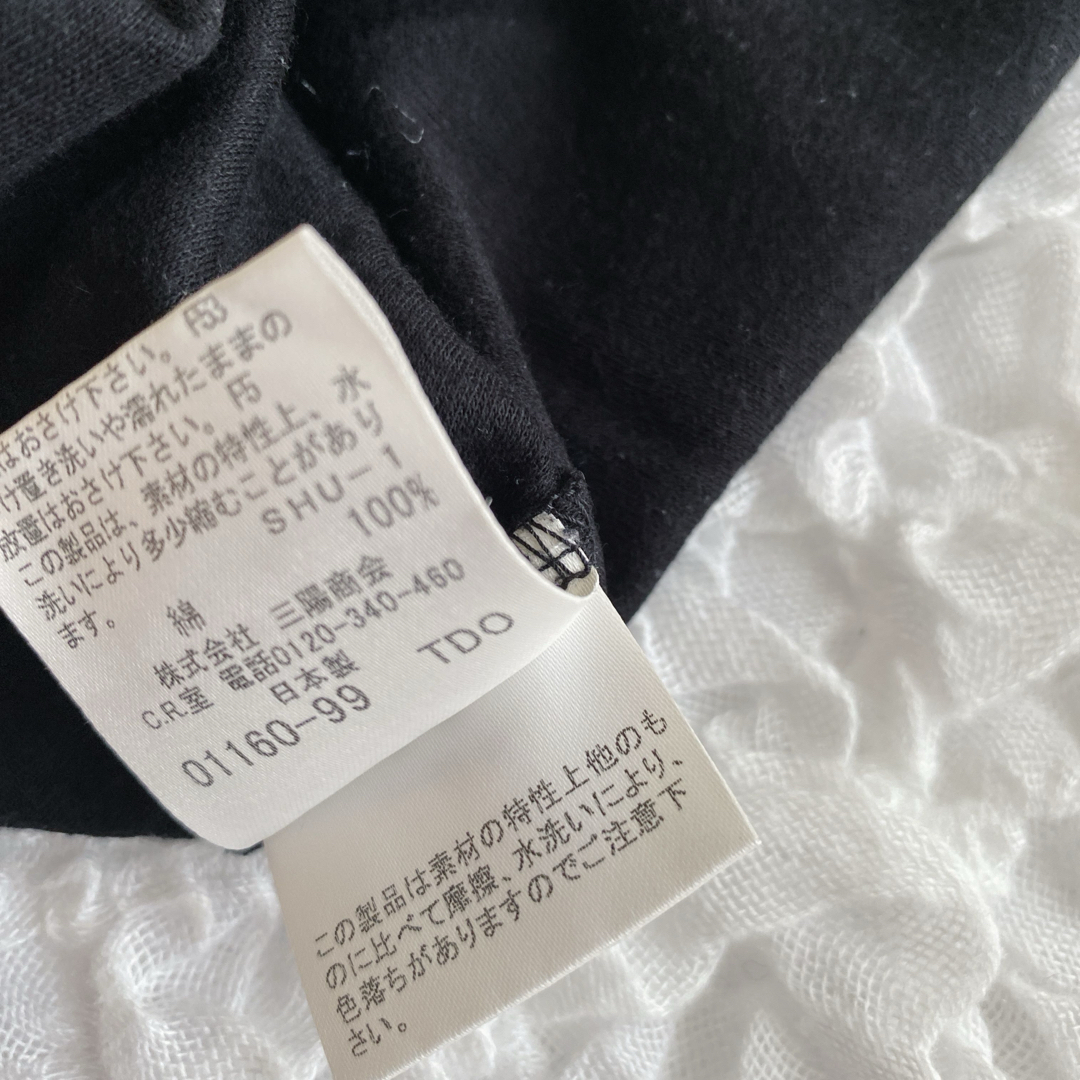 はおさけ下さい。 F53
け置き洗いや濡れたままの
放置はおさけ下さい。 F5
この製品は、素材の特性上、水
洗いにより多少縮むことがあり
ます。 SHU-1
綿 100%
株式会社 三陽商会
C.R.室 電話0120-340-460
日本製
01160-99 TDO
この製品は素材の特性上他のも
のに比べて摩擦、水洗いにより、
色落ちがありますのでご注意下
さい。